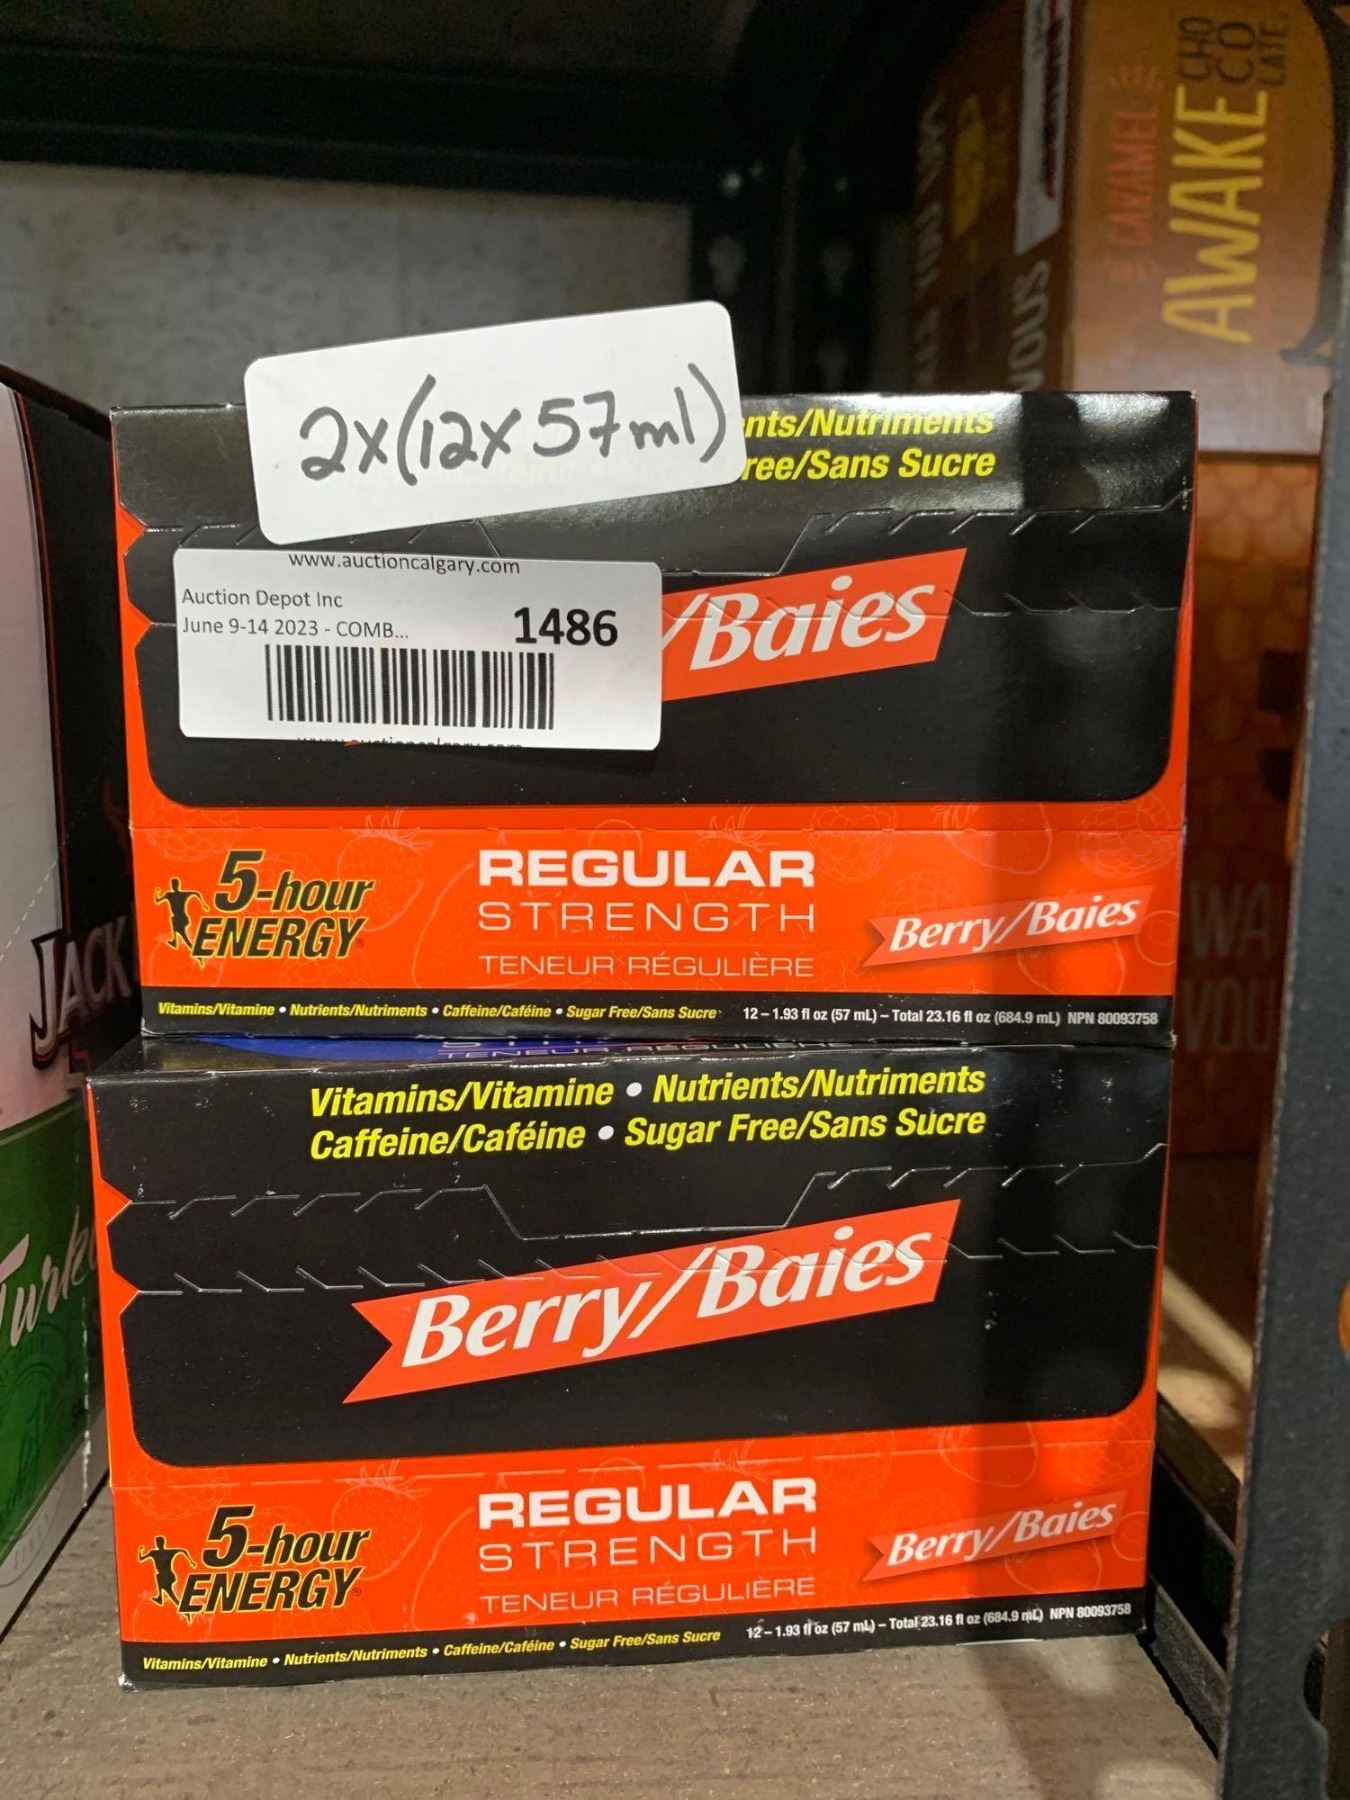 CARAMEL
AWAKE
CHO
CO
LATE
2x(12x57ml)
ents/Nutriments
ree/Sans Sucre
www.auctioncalgary.com
Auction Depot Inc
June 9-14 2023 - COMB...
1486
/Baies
5-hour
ENERGY
REGULAR
STRENGTH
TENEUR RÉGULIÈRE
Berry/Baies
Vitamins/Vitamine • Nutrients/Nutriments • Caffeine/Caféine • Sugar Free/Sans Sucre
12 – 1.93 fl oz (57 mL) – Total 23.16 fl oz (684.9 mL) NPN 80093758
TENEUR RÉGULIÈRE
Vitamins/Vitamine • Nutrients/Nutriments
Caffeine/Caféine • Sugar Free/Sans Sucre
Berry/Baies
5-hour
ENERGY
REGULAR
STRENGTH
TENEUR RÉGULIÈRE
Berry/Baies
Vitamins/Vitamine • Nutrients/Nutriments • Caffeine/Caféine • Sugar Free/Sans Sucre
12 – 1.93 fl oz (57 mL) – Total 23.16 fl oz (684.9 mL) NPN 80093758
JACK